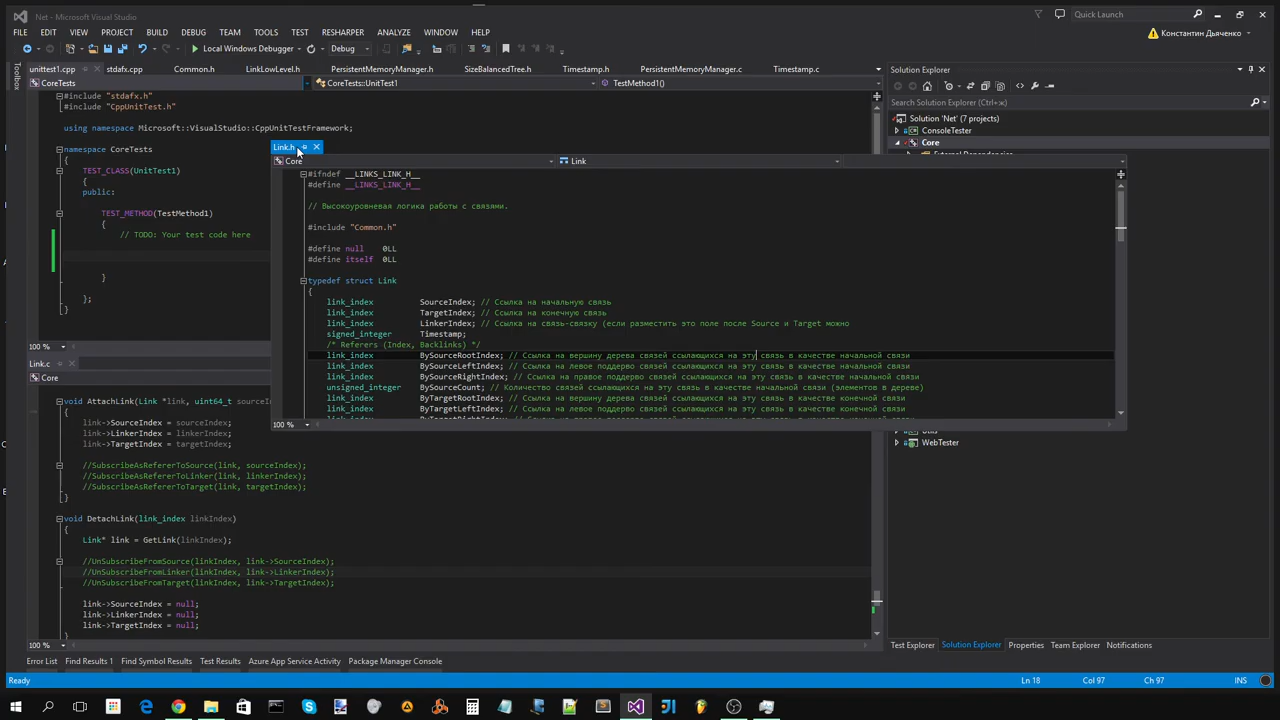 Net - Microsoft Visual Studio
Quick Launch
FILE EDIT VIEW PROJECT BUILD DEBUG TEAM TOOLS TEST RESHARPER ANALYZE WINDOW HELP
Константин Дьяченко
Local Windows Debugger Debug
unittest1.cpp stdafx.cpp Common.h LinkLowLevel.h PersistentMemoryManager.h SizeBalancedTree.h Timestamp.h PersistentMemoryManager.c Timestamp.c
Toolbox
CoreTests CoreTests::UnitTest1 TestMethod1()
#include "stdafx.h"
#include "CppUnitTest.h"
using namespace Microsoft::VisualStudio::CppUnitTestFramework;
namespace CoreTests
{
TEST_CLASS(UnitTest1)
{
public:
TEST_METHOD(TestMethod1)
{
// TODO: Your test code here
}
};
}
100 %
Link.h
Core Link
#ifndef __LINKS_LINK_H__
#define __LINKS_LINK_H__
// Высокоуровневая логика работы с связями.
#include "Common.h"
#define null 0LL
#define itself 0LL
typedef struct Link
{
link_index SourceIndex; // Ссылка на начальную связь
link_index TargetIndex; // Ссылка на конечную связь
link_index LinkerIndex; // Ссылка на связь-связку (если разместить это поле после Source и Target можно
signed_integer Timestamp;
/* Referers (Index, Backlinks) */
link_index BySourceRootIndex; // Ссылка на вершину дерева связей ссылающихся на эту связь в качестве начальной связи
link_index BySourceLeftIndex; // Ссылка на левое поддерво связей ссылающихся на эту связь в качестве начальной связи
link_index BySourceRightIndex; // Ссылка на правое поддерво связей ссылающихся на эту связь в качестве начальной связи
unsigned_integer BySourceCount; // Количество связей ссылающихся на эту связь в качестве начальной связи (элементов в дереве)
link_index ByTargetRootIndex; // Ссылка на вершину дерева связей ссылающихся на эту связь в качестве конечной связи
link_index ByTargetLeftIndex; // Ссылка на левое поддерво связей ссылающихся на эту связь в качестве конечной связи
100 %
Link.c
Core
void AttachLink(Link *link, uint64_t sourceIn
{
link->SourceIndex = sourceIndex;
link->LinkerIndex = linkerIndex;
link->TargetIndex = targetIndex;
//SubscribeAsRefererToSource(link, sourceIndex);
//SubscribeAsRefererToLinker(link, linkerIndex);
//SubscribeAsRefererToTarget(link, targetIndex);
}
void DetachLink(link_index linkIndex)
{
Link* link = GetLink(linkIndex);
//UnSubscribeFromSource(linkIndex, link->SourceIndex);
//UnSubscribeFromLinker(linkIndex, link->LinkerIndex);
//UnSubscribeFromTarget(linkIndex, link->TargetIndex);
link->SourceIndex = null;
link->LinkerIndex = null;
link->TargetIndex = null;
}
100 %
Solution Explorer
Search Solution Explorer
Solution 'Net' (7 projects)
ConsoleTester
Core
WebTester
Test Explorer Solution Explorer Properties Team Explorer Notifications
Error List Find Results 1 Find Symbol Results Test Results Azure App Service Activity Package Manager Console
Ready Ln 18 Col 97 Ch 97 INS